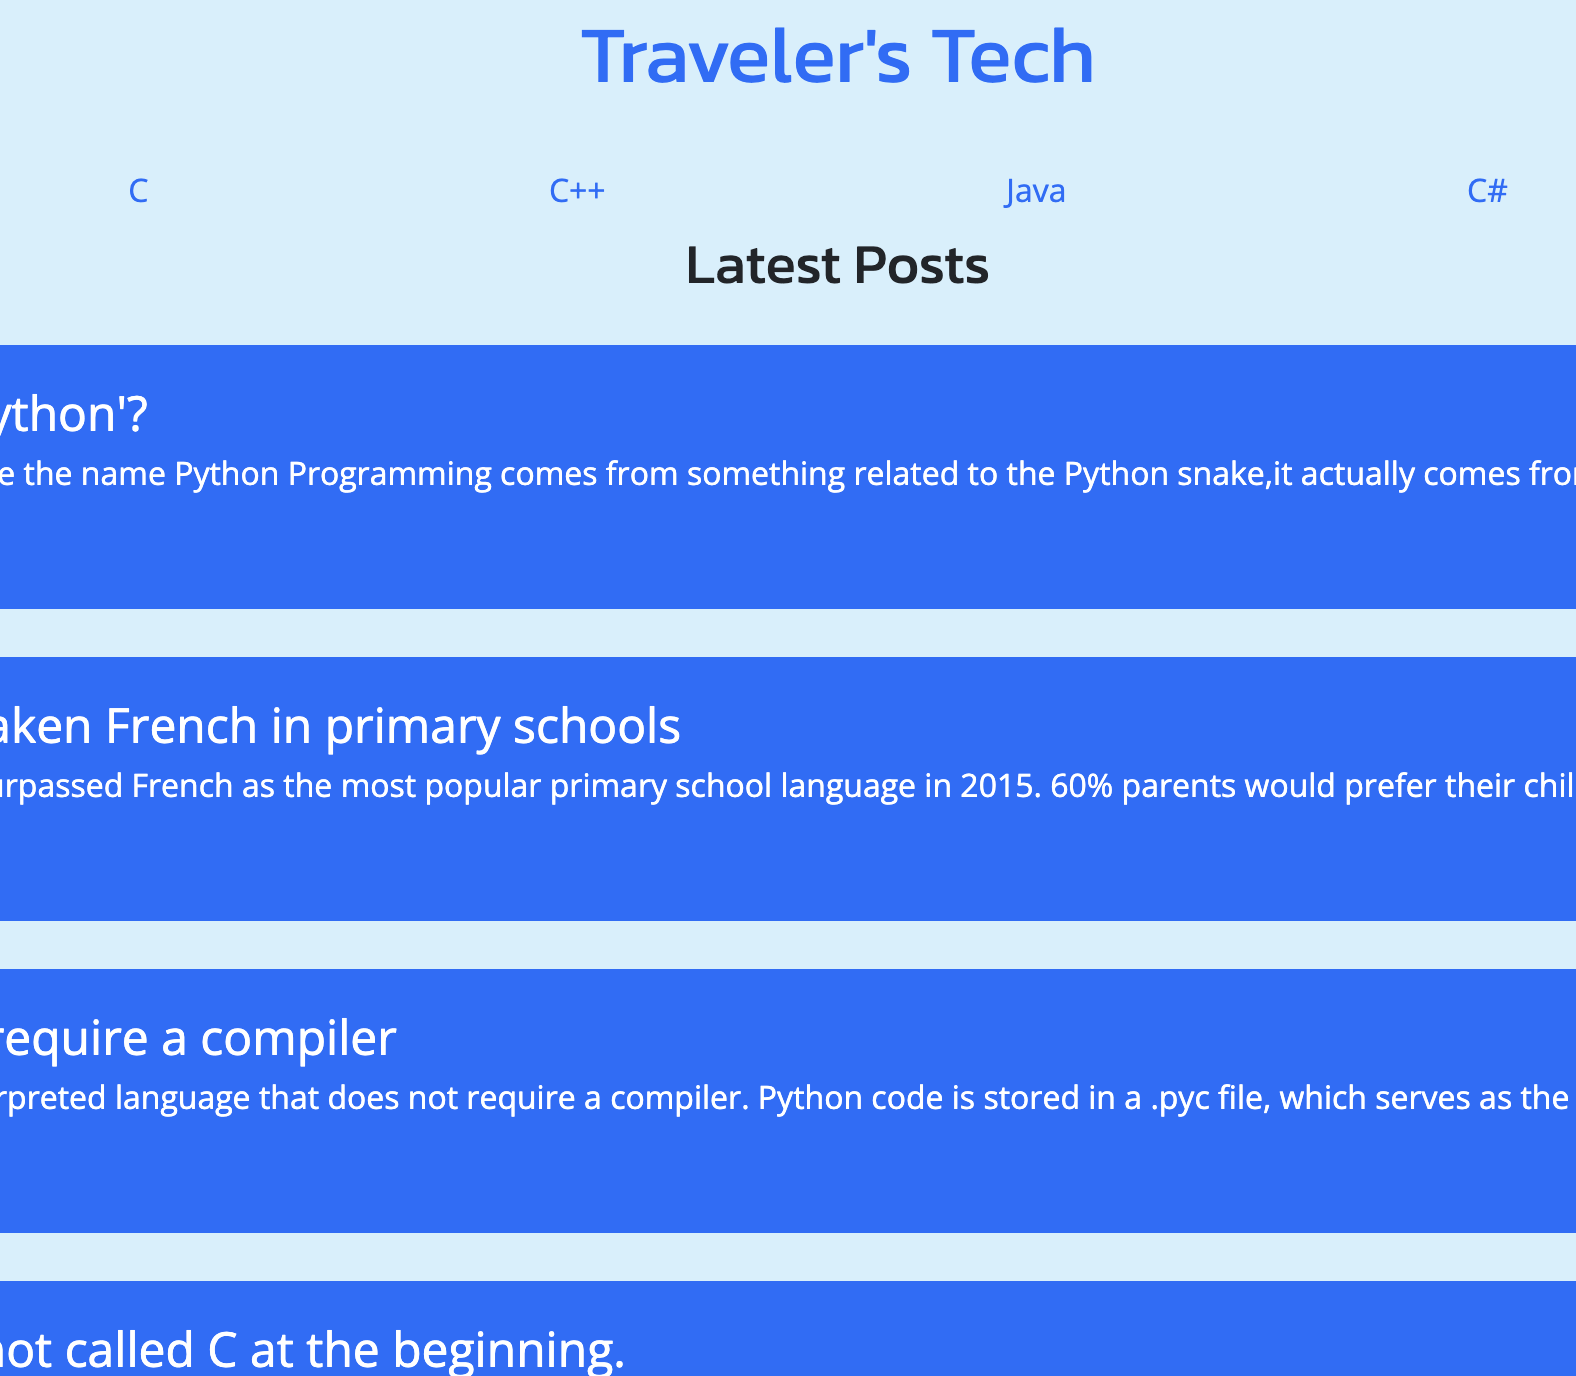 Traveler's Tech
C C++ Java C#
Latest Posts
ython'?
e the name Python Programming comes from something related to the Python snake,it actually comes from
aken French in primary schools
urpassed French as the most popular primary school language in 2015. 60% parents would prefer their chil
require a compiler
rpreted language that does not require a compiler. Python code is stored in a .pyc file, which serves as the
not called C at the beginning.